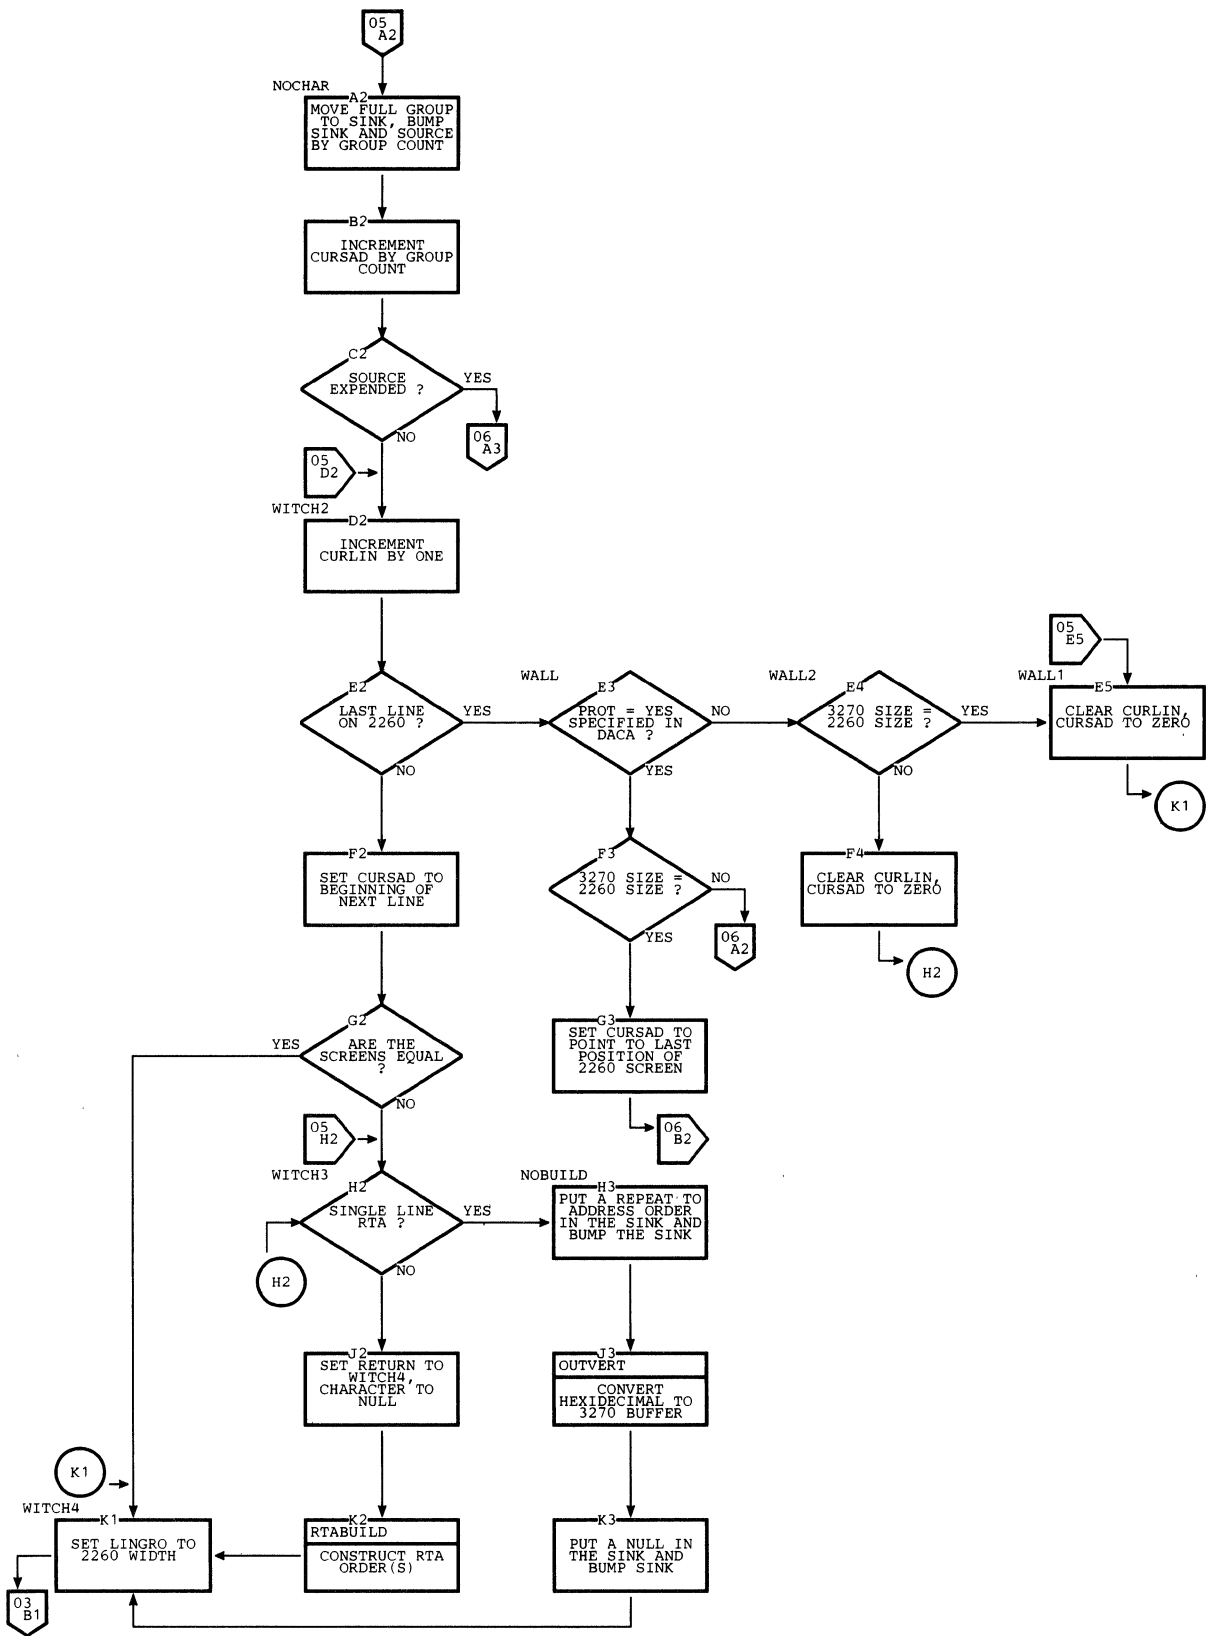 05
A2
NOCHAR
A2
MOVE FULL GROUP
TO SINK, BUMP
SINK AND SOURCE
BY GROUP COUNT
B2
INCREMENT
CURSAD BY GROUP
COUNT
C2
SOURCE
EXPENDED ?
YES
NO
06
A3
05
D2
WITCH2
D2
INCREMENT
CURLIN BY ONE
E2
LAST LINE
ON 2260 ?
YES
NO
WALL
E3
PROT = YES
SPECIFIED IN
DACA ?
NO
YES
WALL2
E4
3270 SIZE =
2260 SIZE ?
YES
NO
05
E5
WALL1
E5
CLEAR CURLIN,
CURSAD TO ZERO
K1
F2
SET CURSAD TO
BEGINNING OF
NEXT LINE
F3
3270 SIZE =
2260 SIZE ?
NO
YES
06
A2
F4
CLEAR CURLIN,
CURSAD TO ZERO
H2
G2
ARE THE
SCREENS EQUAL
?
YES
NO
G3
SET CURSAD TO
POINT TO LAST
POSITION OF
2260 SCREEN
06
B2
05
H2
WITCH3
H2
SINGLE LINE
RTA ?
YES
NO
H2
NOBUILD
H3
PUT A REPEAT TO
ADDRESS ORDER
IN THE SINK AND
BUMP THE SINK
J2
SET RETURN TO
WITCH4,
CHARACTER TO
NULL
J3
OUTVERT
CONVERT
HEXIDECIMAL TO
3270 BUFFER
K1
WITCH4
K1
SET LINGRO TO
2260 WIDTH
03
B1
K2
RTABUILD
CONSTRUCT RTA
ORDER(S)
K3
PUT A NULL IN
THE SINK AND
BUMP SINK